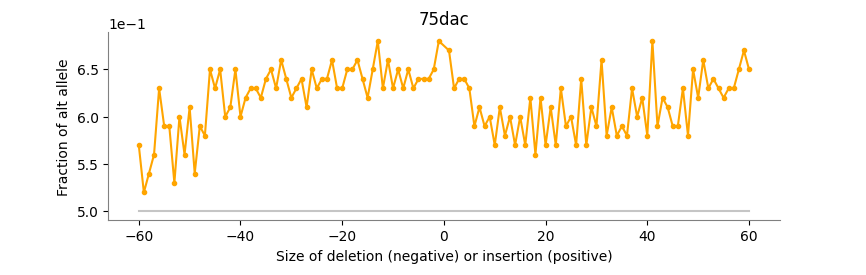 75dac
1e−1
6.5
6.0
5.5
5.0
Fraction of alt allele
−60 −40 −20 0 20 40 60
Size of deletion (negative) or insertion (positive)